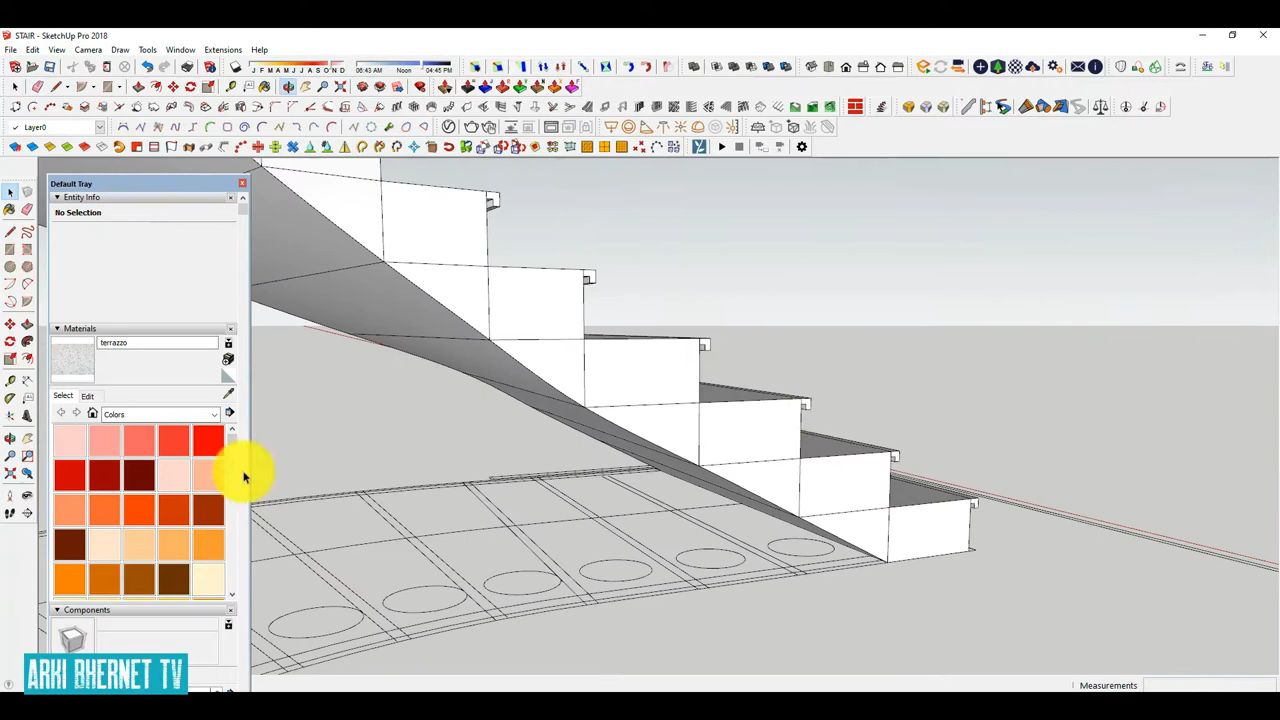 STAIR - SketchUp Pro 2018
File Edit View Camera Draw Tools Window Extensions Help
J F M A M J J A S O N D
06:43 AM Noon 04:45 PM
Layer0
Default Tray
Entity Info
No Selection
Materials
terrazzo
Select Edit
Colors
Components
ARKI BHERNET TV
Measurements